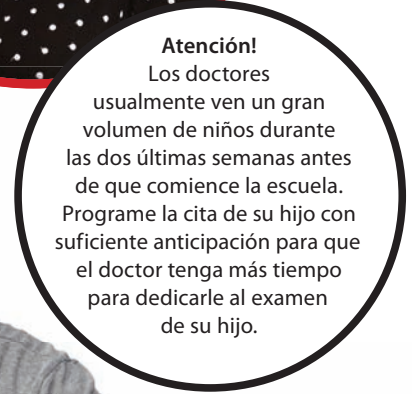 Atención!
Los doctores
usualmente ven un gran
volumen de niños durante
las dos últimas semanas antes
de que comience la escuela.
Programe la cita de su hijo con
suficiente anticipación para que
el doctor tenga más tiempo
para dedicarle al examen
de su hijo.